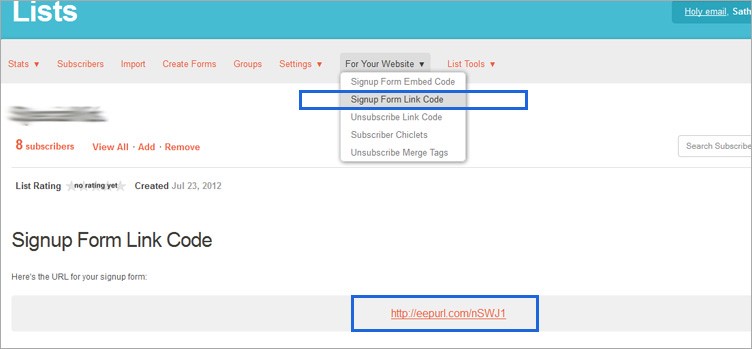 Lists
Holy email, Sath
Stats ▼ Subscribers Import Create Forms Groups Settings ▼ For Your Website ▼ List Tools ▼
Signup Form Embed Code
Signup Form Link Code
Unsubscribe Link Code
Subscriber Chiclets
Unsubscribe Merge Tags
8 subscribers View All · Add · Remove
Search Subscribe
List Rating no rating yet Created Jul 23, 2012
Signup Form Link Code
Here's the URL for your signup form:
http://eepurl.com/nSWJ1